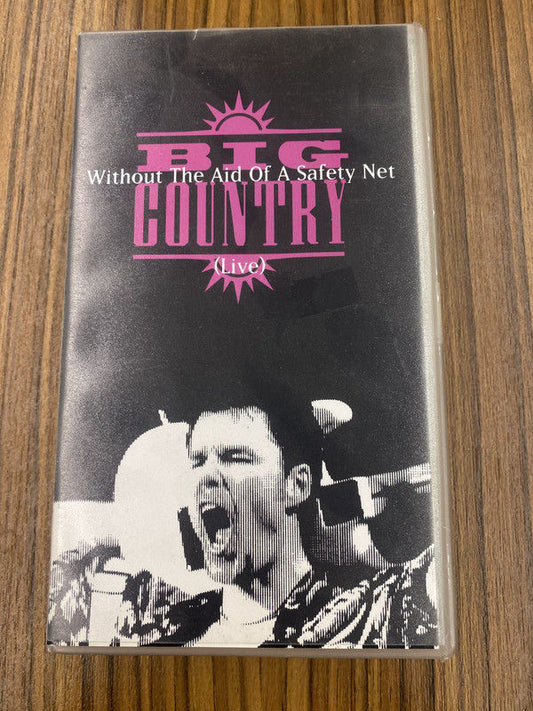 BIG
Without The Aid Of A Safety Net
COUNTRY
(Live)